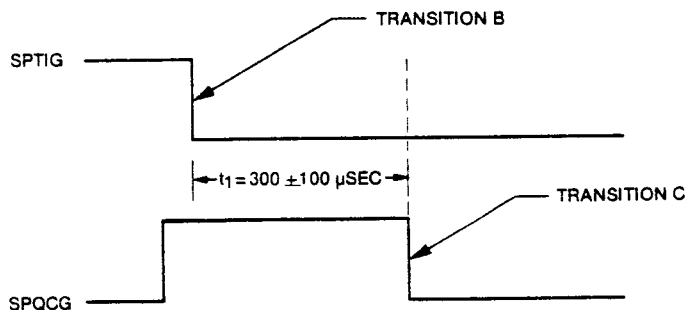 TRANSITION B
SPTIG
t1 = 300 ±100 µSEC
TRANSITION C
SPQCG